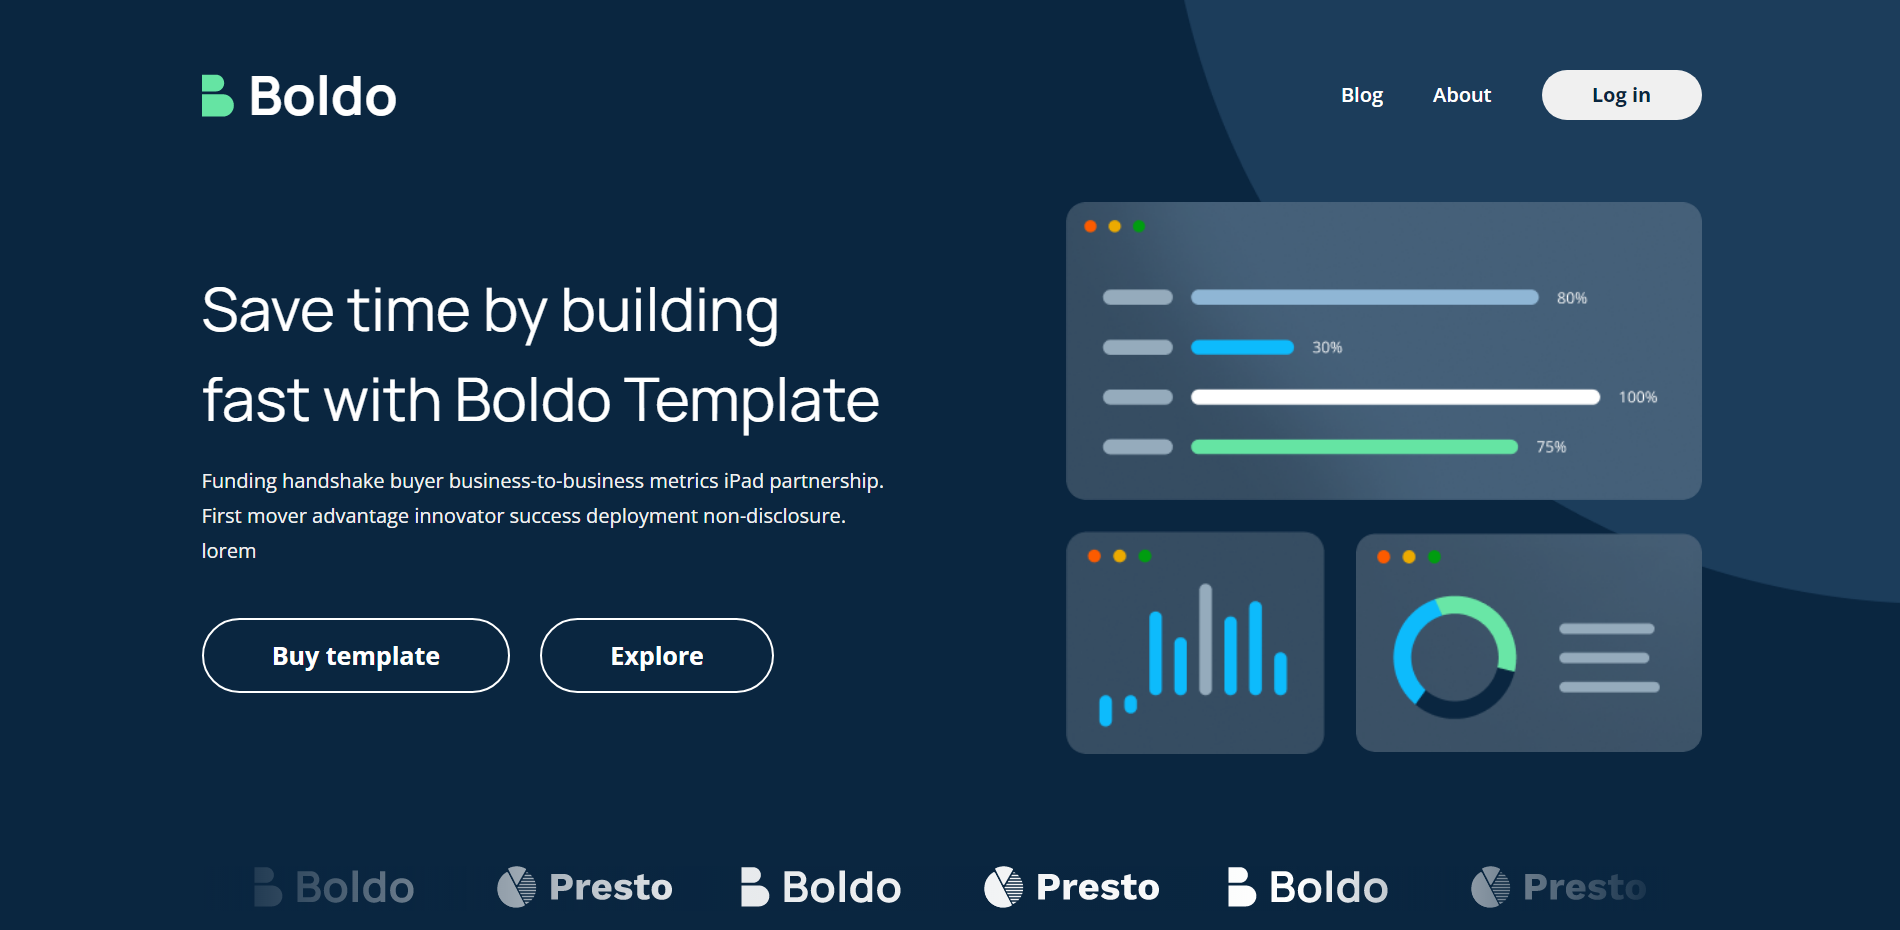 Boldo
Blog About Log in
Save time by building
fast with Boldo Template
Funding handshake buyer business-to-business metrics iPad partnership.
First mover advantage innovator success deployment non-disclosure.
lorem
Buy template Explore
80%
30%
100%
75%
Boldo Presto Boldo Presto Boldo Presto